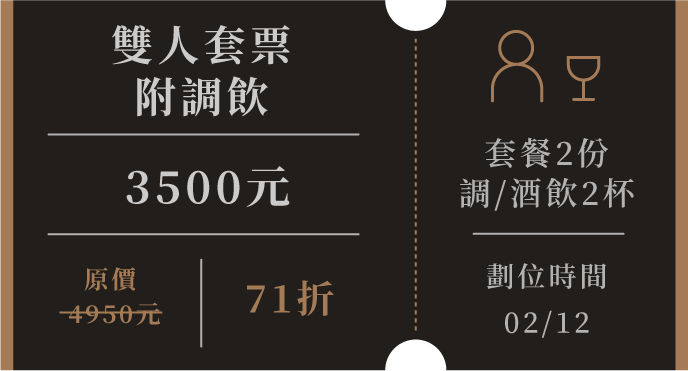 雙人套票
附調飲
3500元
原價
4950元
71折
套餐2份
調/酒飲2杯
劃位時間
02/12